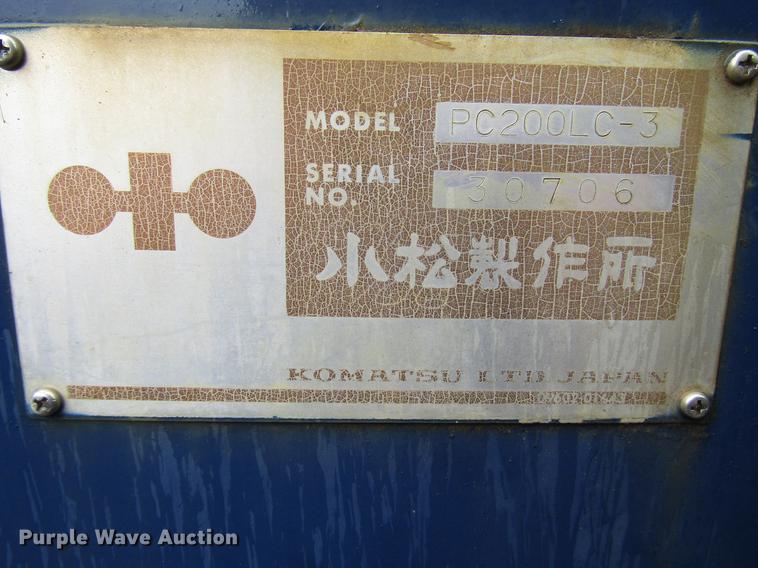 MODEL PC200LC-3
SERIAL NO. 30706
小松製作所
KOMATSU LTD JAPAN
Purple Wave Auction